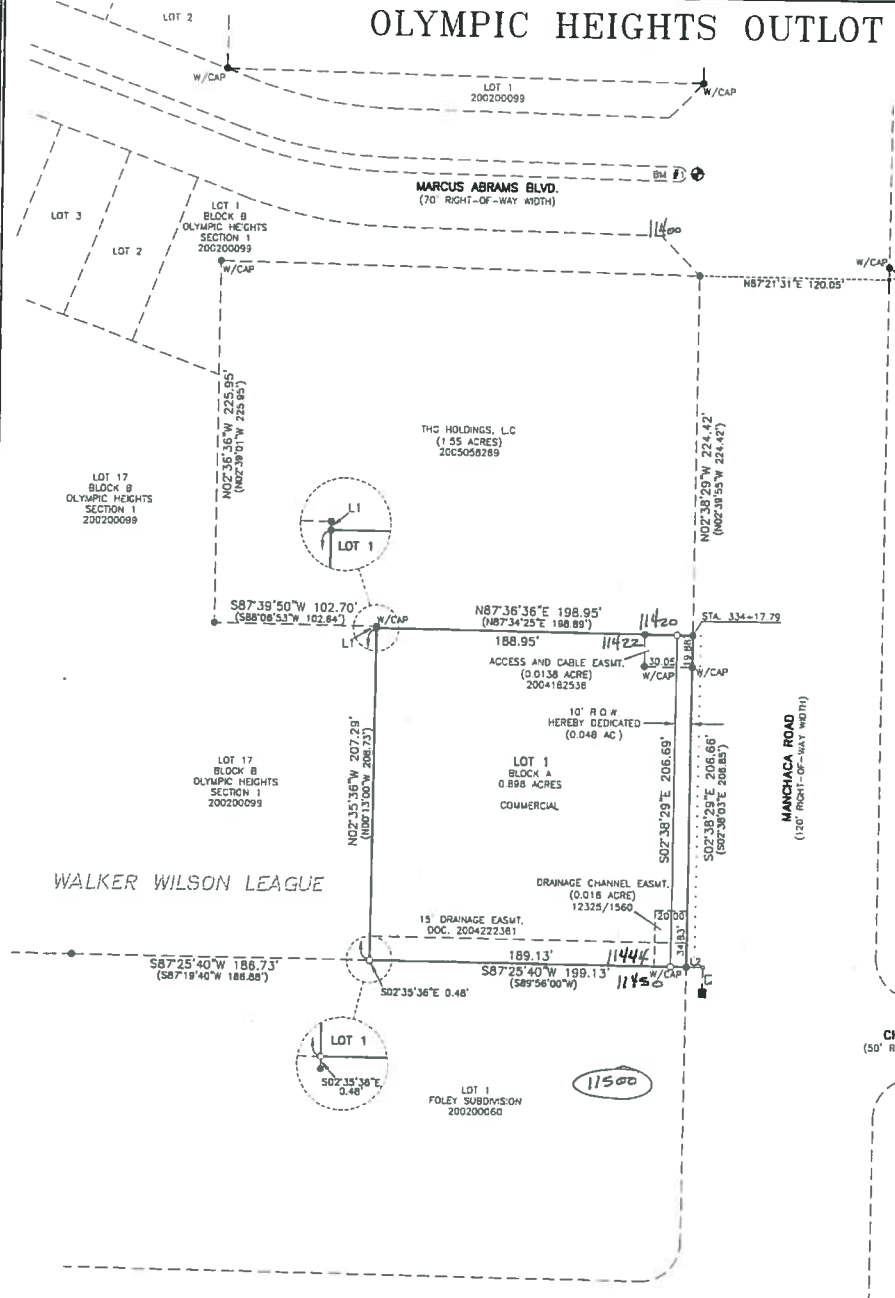 OLYMPIC HEIGHTS OUTLOT
LOT 2
W/CAP
LOT 1
200200099
W/CAP
MARCUS ABRAMS BLVD.
(70' RIGHT-OF-WAY WIDTH)
BM #1
LOT 3
LOT 2
LOT 1
BLOCK B
OLYMPIC HEIGHTS
SECTION 1
200200099
W/CAP
11400
W/CAP
N87°21'31"E 120.05'
N02°36'36"W 225.95'
(N02°39'01"W 225.95')
THG HOLDINGS, L.C
(1 55 ACRES)
2005058289
N02°38'29"W 224.42'
(N02°39'55"W 224.42')
LOT 17
BLOCK B
OLYMPIC HEIGHTS
SECTION 1
200200099
L1
LOT 1
S87°39'50"W 102.70'
(S88°06'53"W 102.64')
W/CAP
L1
N87°36'36"E 198.95'
(N87°34'25"E 198.89')
188.95'
11420
11422
STA. 334+17.79
ACCESS AND CABLE EASMT.
(0.0138 ACRE)
2004182538
30.05
19.88
W/CAP
W/CAP
10' R O W
HEREBY DEDICATED
(0.048 AC )
N02°35'36"W 207.29'
(N00°13'00"W 208.73')
LOT 17
BLOCK B
OLYMPIC HEIGHTS
SECTION 1
200200099
LOT 1
BLOCK A
0.898 ACRES
COMMERCIAL
S02°38'29"E 206.69'
S02°38'29"E 206.66'
(S02°38'03"E 206.85')
MANCHACA ROAD
(120' RIGHT-OF-WAY WIDTH)
WALKER WILSON LEAGUE
DRAINAGE CHANNEL EASMT.
(0.016 ACRE)
12325/1560
20 00
34.83'
15' DRAINAGE EASMT.
DOC. 2004222381
S87°25'40"W 186.73'
(S87°19'40"W 186.88')
189.13'
S87°25'40"W 199.13'
(S89°56'00"W)
11444
11450
W/CAP
L2
L3
S02°35'36"E 0.48'
LOT 1
S02°35'36"E
0.48'
LOT 1
FOLEY SUBDIVISION
200200060
11500
(50' R